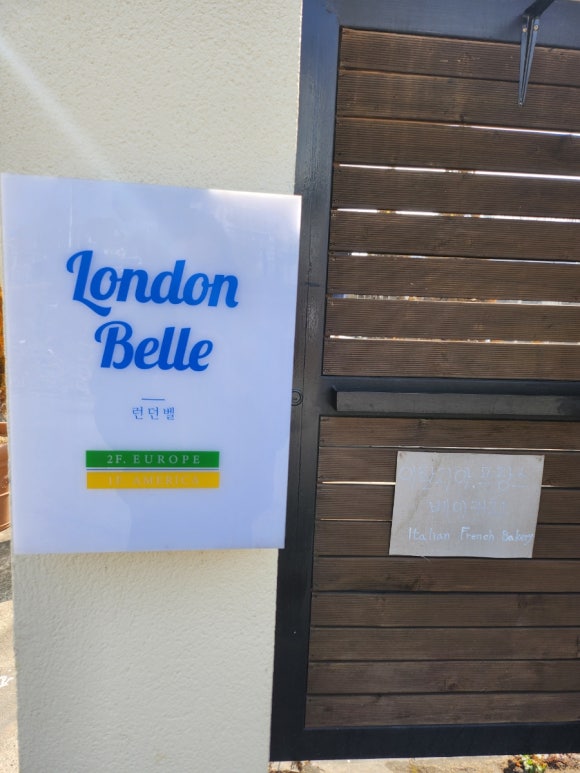 London
Belle
런던벨
2F. EUROPE
1F. AMERICA
Italian French Bakery